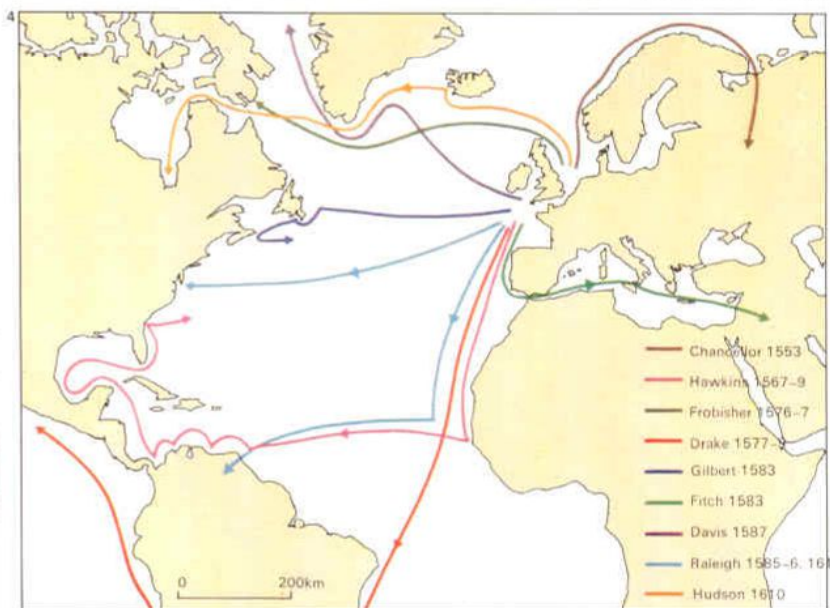 4
Chancellor 1553
Hawkins 1567–9
Frobisher 1576–7
Drake 1577–
Gilbert 1583
Fitch 1583
Davis 1587
Raleigh 1585–6. 161
Hudson 1610
0 200km